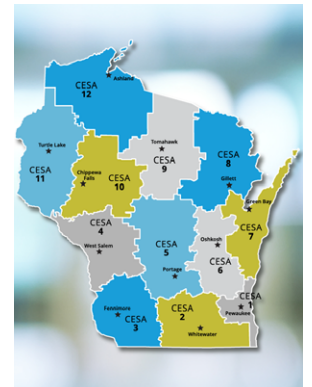 Ashland
CESA
12
Turtle Lake
CESA
11
Chippewa
Falls
CESA
10
Tomahawk
CESA
9
CESA
8
Gillett
Green Bay
CESA
7
CESA
4
West Salem
CESA
5
Portage
Oshkosh
CESA
6
CESA
1
Pewaukee
Fennimore
CESA
3
CESA
2
Whitewater